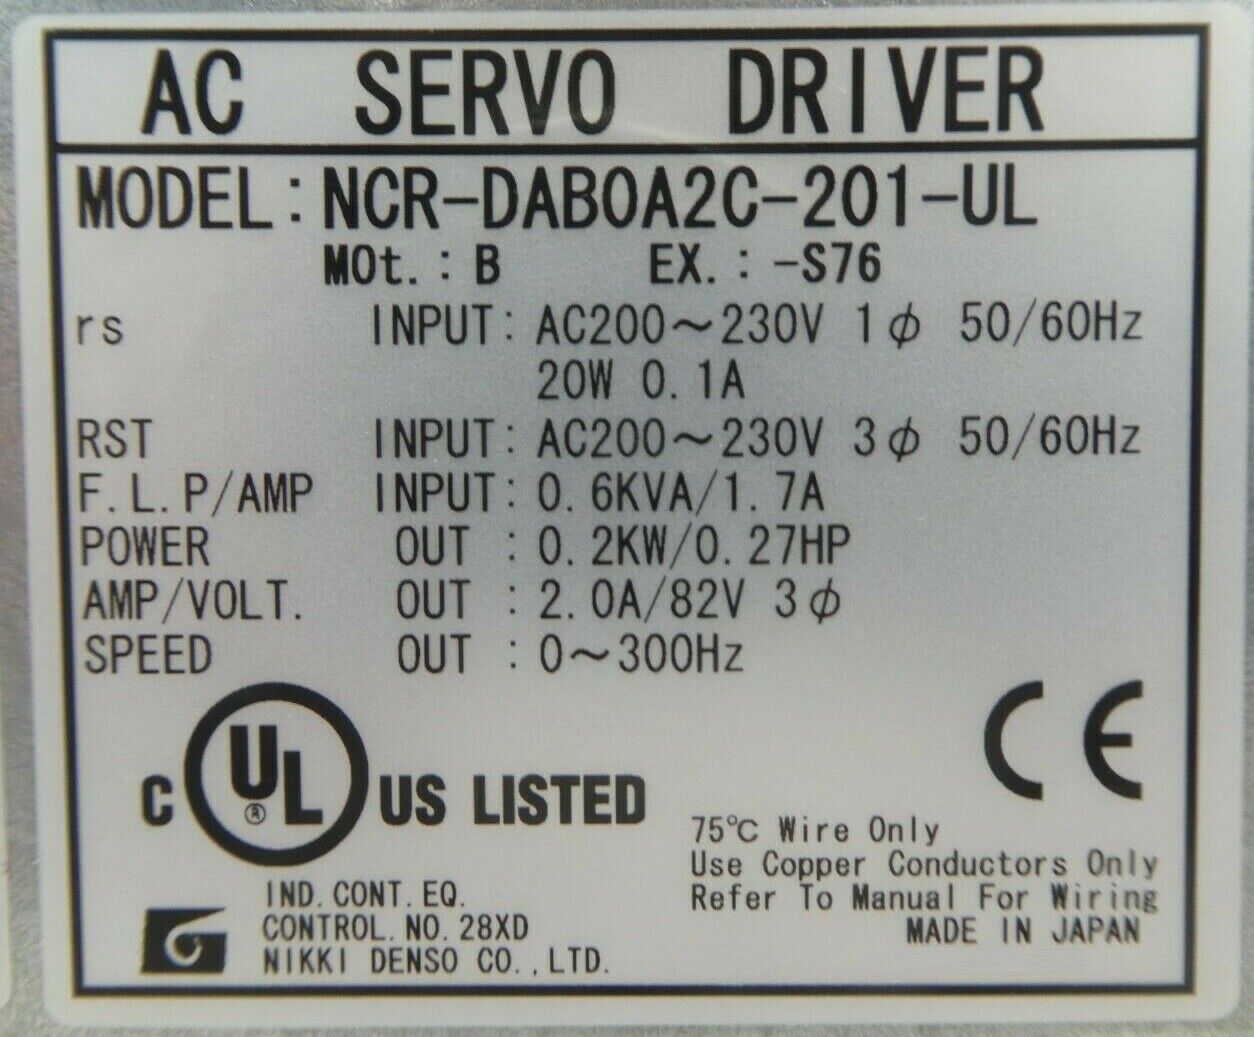 AC SERVO DRIVER
MODEL: NCR-DAB0A2C-201-UL
MOt. : B EX. : -S76
rs INPUT: AC200~230V 1ϕ 50/60Hz
20W 0.1A
RST INPUT: AC200~230V 3ϕ 50/60Hz
F.L.P/AMP INPUT: 0.6KVA/1.7A
POWER OUT : 0.2KW/0.27HP
AMP/VOLT. OUT : 2.0A/82V 3ϕ
SPEED OUT : 0~300Hz
C UL® US LISTED
CE
75℃ Wire Only
Use Copper Conductors Only
Refer To Manual For Wiring
MADE IN JAPAN
IND. CONT. EQ.
CONTROL. NO. 28XD
NIKKI DENSO CO., LTD.